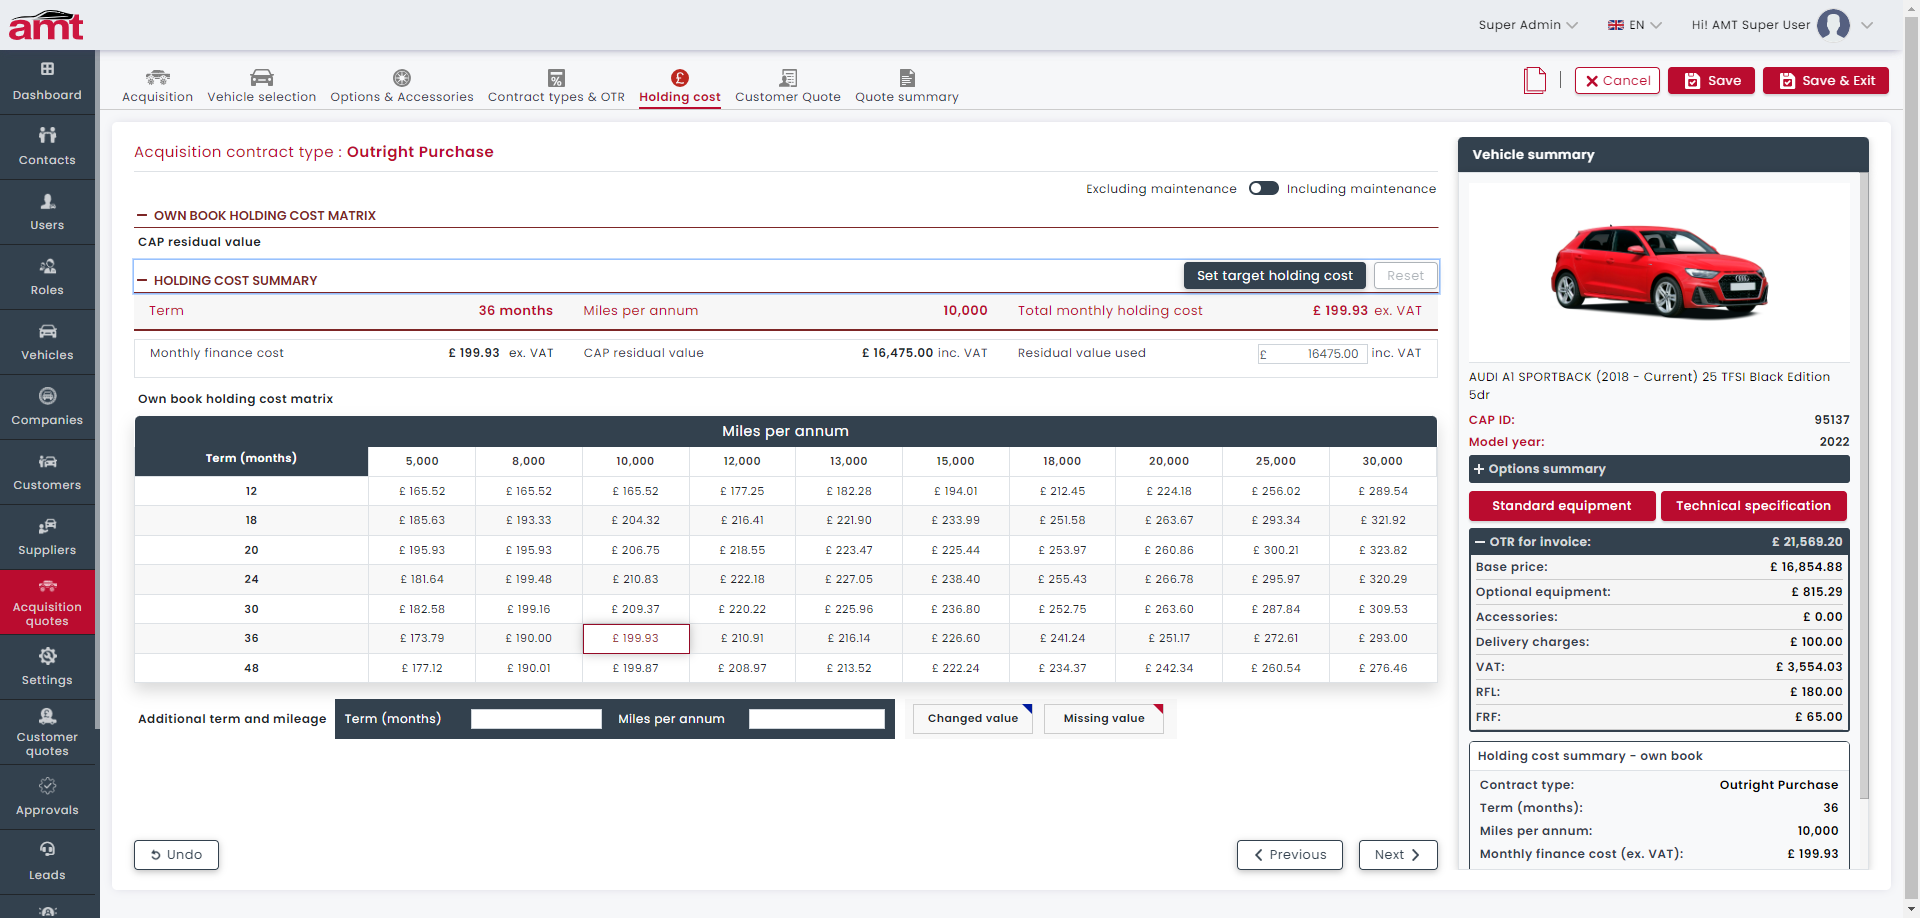 amt
Super Admin
EN
Hi! AMT Super User
Dashboard
Contacts
Users
Roles
Vehicles
Companies
Customers
Suppliers
Acquisition
quotes
Settings
Customer
quotes
Approvals
Leads
Acquisition
Vehicle selection
Options & Accessories
Contract types & OTR
Holding cost
Customer Quote
Quote summary
Cancel
Save
Save & Exit
Acquisition contract type : Outright Purchase
Excluding maintenance
Including maintenance
OWN BOOK HOLDING COST MATRIX
CAP residual value
HOLDING COST SUMMARY
Set target holding cost
Reset
Term 36 months Miles per annum 10,000 Total monthly holding cost £ 199.93 ex. VAT
Monthly finance cost £ 199.93 ex. VAT CAP residual value £ 16,475.00 inc. VAT Residual value used £ 16475.00 inc. VAT
Own book holding cost matrix
Miles per annum
Term (months) 5,000 8,000 10,000 12,000 13,000 15,000 18,000 20,000 25,000 30,000
12 £ 165.52 £ 165.52 £ 165.52 £ 177.25 £ 182.28 £ 194.01 £ 212.45 £ 224.18 £ 256.02 £ 289.54
18 £ 185.63 £ 193.33 £ 204.32 £ 216.41 £ 221.90 £ 233.99 £ 251.58 £ 263.67 £ 293.34 £ 321.92
20 £ 195.93 £ 195.93 £ 206.75 £ 218.55 £ 223.47 £ 225.44 £ 253.97 £ 260.86 £ 300.21 £ 323.82
24 £ 181.64 £ 199.48 £ 210.83 £ 222.18 £ 227.05 £ 238.40 £ 255.43 £ 266.78 £ 295.97 £ 320.29
30 £ 182.58 £ 199.16 £ 209.37 £ 220.22 £ 225.96 £ 236.80 £ 252.75 £ 263.60 £ 287.84 £ 309.53
36 £ 173.79 £ 190.00 £ 199.93 £ 210.91 £ 216.14 £ 226.60 £ 241.24 £ 251.17 £ 272.61 £ 293.00
48 £ 177.12 £ 190.01 £ 199.87 £ 208.97 £ 213.52 £ 222.24 £ 234.37 £ 242.34 £ 260.54 £ 276.46
Additional term and mileage Term (months) Miles per annum Changed value Missing value
Undo
Previous
Next
Vehicle summary
AUDI A1 SPORTBACK (2018 - Current) 25 TFSI Black Edition
5dr
CAP ID: 95137
Model year: 2022
Options summary
Standard equipment
Technical specification
OTR for invoice: £ 21,569.20
Base price: £ 16,854.88
Optional equipment: £ 815.29
Accessories: £ 0.00
Delivery charges: £ 100.00
VAT: £ 3,554.03
RFL: £ 180.00
FRF: £ 65.00
Holding cost summary - own book
Contract type: Outright Purchase
Term (months): 36
Miles per annum: 10,000
Monthly finance cost (ex. VAT): £ 199.93